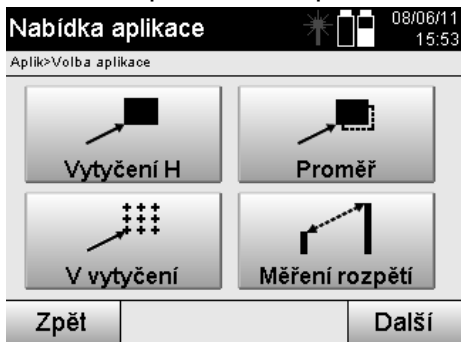 Nabídka aplikace
08/06/11
15:53
Aplik>Volba aplikace
Vytyčení H
Proměř
V vytyčení
Měření rozpětí
Zpět
Další